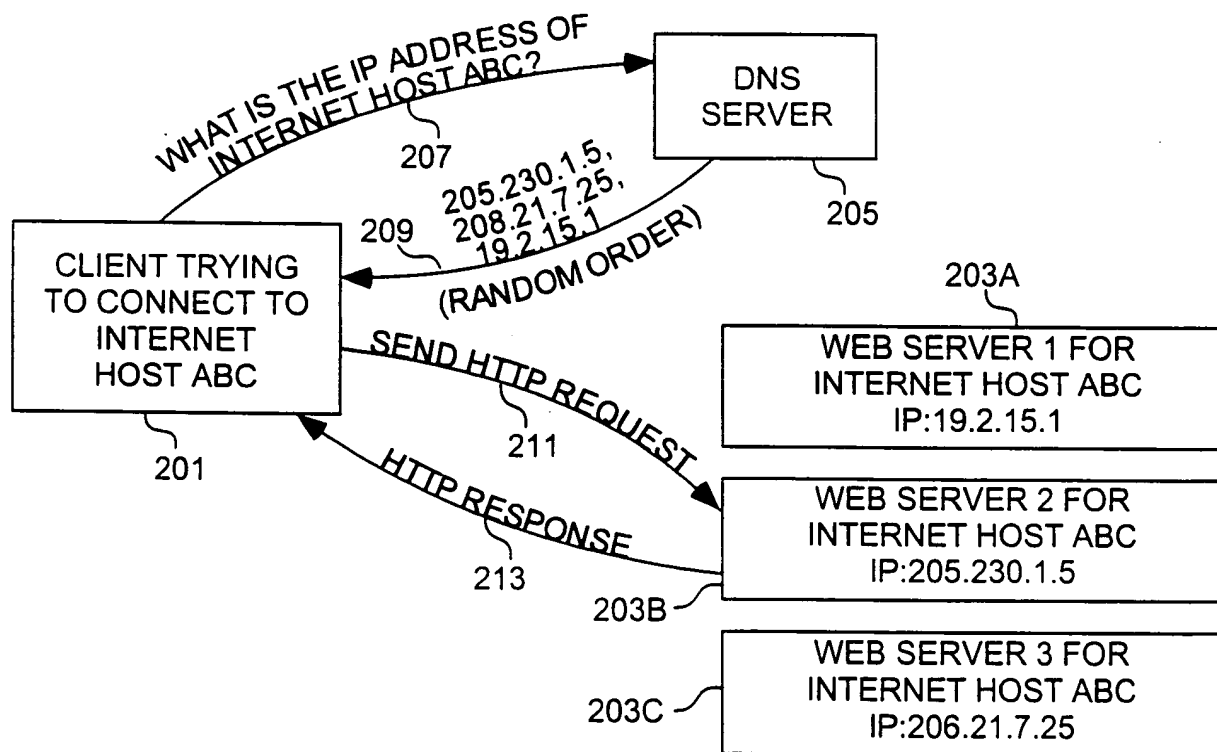 WHAT IS THE IP ADDRESS OF
INTERNET HOST ABC?
207
DNS
SERVER
205
205.230.1.5,
208.21.7.25,
19.2.15.1
(RANDOM ORDER)
209
CLIENT TRYING
TO CONNECT TO
INTERNET
HOST ABC
201
SEND HTTP REQUEST
211
HTTP RESPONSE
213
203A
WEB SERVER 1 FOR
INTERNET HOST ABC
IP:19.2.15.1
WEB SERVER 2 FOR
INTERNET HOST ABC
IP:205.230.1.5
203B
WEB SERVER 3 FOR
INTERNET HOST ABC
IP:206.21.7.25
203C